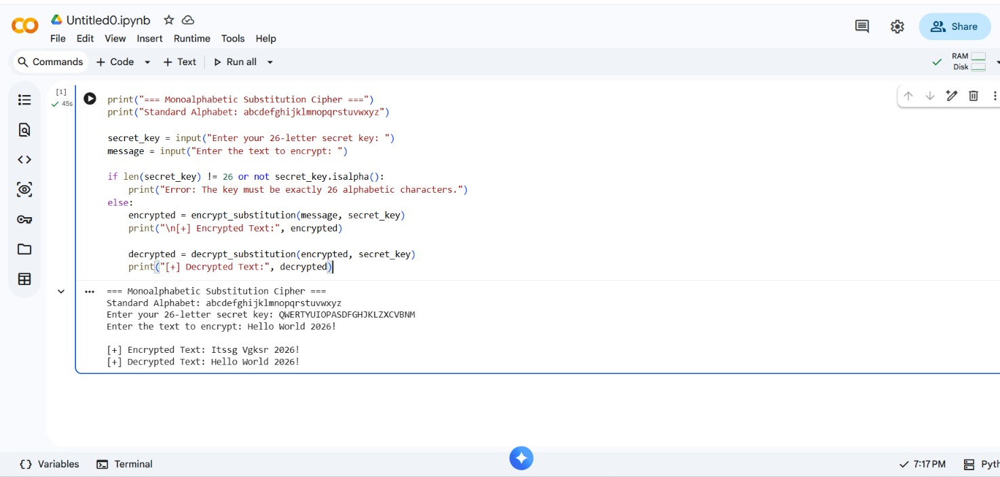 Untitled0.ipynb
File Edit View Insert Runtime Tools Help
Share
Commands + Code + Text Run all
RAM
Disk
[1]
45s
print("=== Monoalphabetic Substitution Cipher ===")
print("Standard Alphabet: abcdefghijklmnopqrstuvwxyz")
secret_key = input("Enter your 26-letter secret key: ")
message = input("Enter the text to encrypt: ")
if len(secret_key) != 26 or not secret_key.isalpha():
print("Error: The key must be exactly 26 alphabetic characters.")
else:
encrypted = encrypt_substitution(message, secret_key)
print("\n[+] Encrypted Text:", encrypted)
decrypted = decrypt_substitution(encrypted, secret_key)
print("[+] Decrypted Text:", decrypted)
=== Monoalphabetic Substitution Cipher ===
Standard Alphabet: abcdefghijklmnopqrstuvwxyz
Enter your 26-letter secret key: QWERTYUIOPASDFGHJKLZXCVBNM
Enter the text to encrypt: Hello World 2026!
[+] Encrypted Text: Itssg Vgksr 2026!
[+] Decrypted Text: Hello World 2026!
{} Variables Terminal
7:17 PM Pyth